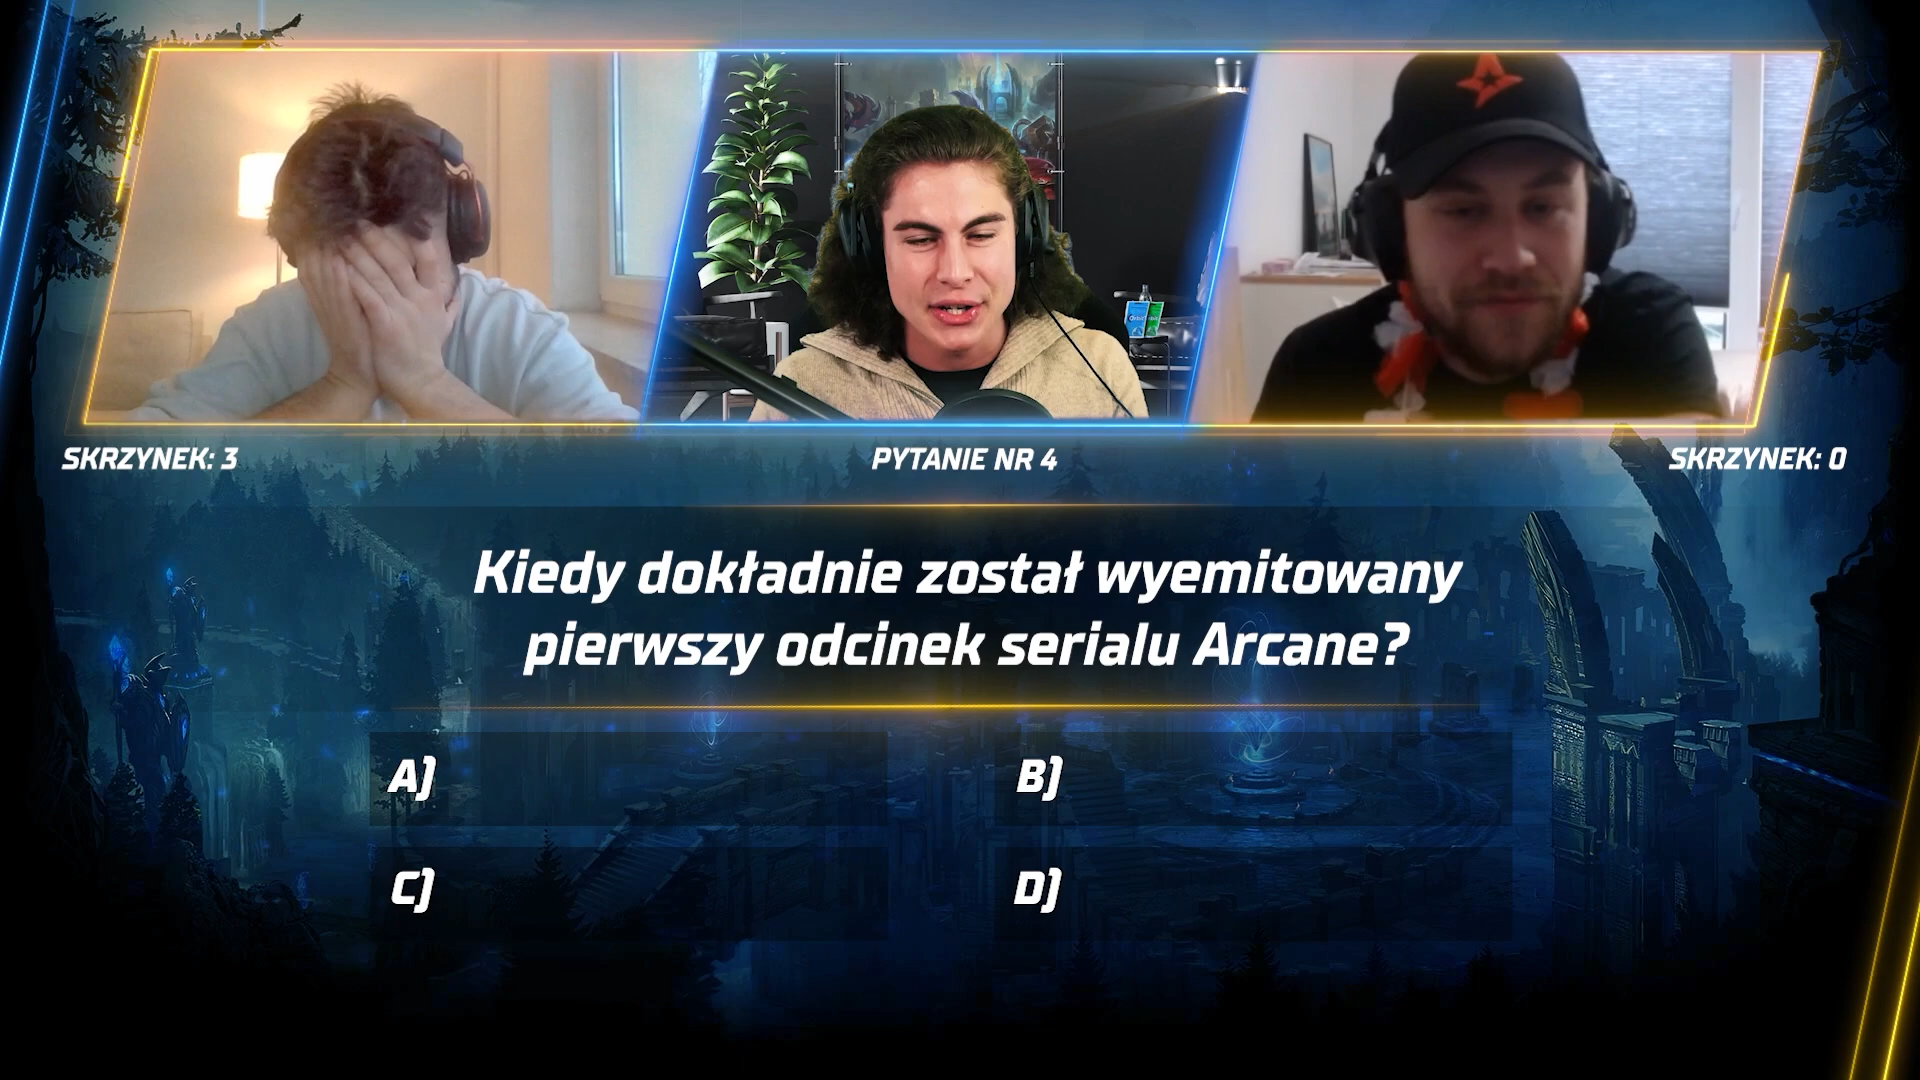 SKRZYNEK: 3
PYTANIE NR 4
SKRZYNEK: 0
Kiedy dokładnie został wyemitowany
pierwszy odcinek serialu Arcane?
A)
B)
C)
D)